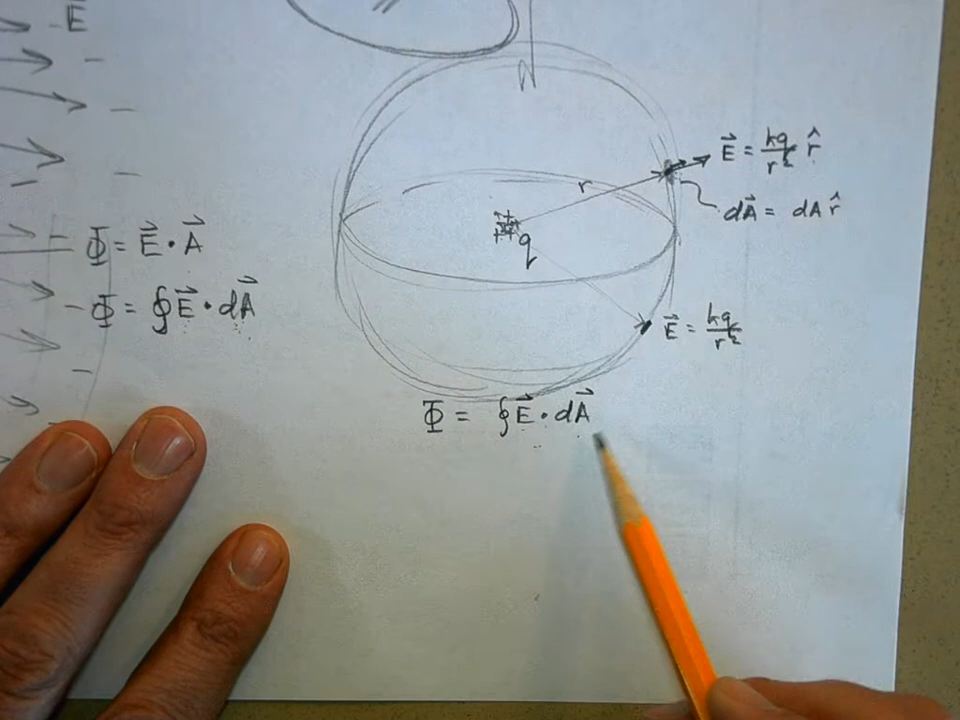 E⃗
E⃗ = kq/r² r̂
r
dA⃗ = dA r̂
q
Φ = E⃗ · A⃗
Φ = ∮E⃗ · dA⃗
E⃗ = kq/r²
Φ = ∮E⃗ · dA⃗